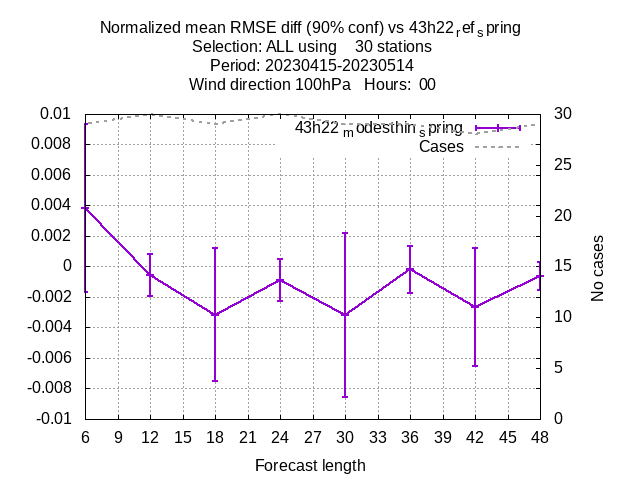 Normalized mean RMSE diff (90% conf) vs 43h22ref spring
Selection: ALL using 30 stations
Period: 20230415-20230514
Wind direction 100hPa Hours: 00
43h22modesthinspring
Cases
0.01
0.008
0.006
0.004
0.002
0
-0.002
-0.004
-0.006
-0.008
-0.01
30
25
20
15
10
5
0
No cases
6 9 12 15 18 21 24 27 30 33 36 39 42 45 48
Forecast length